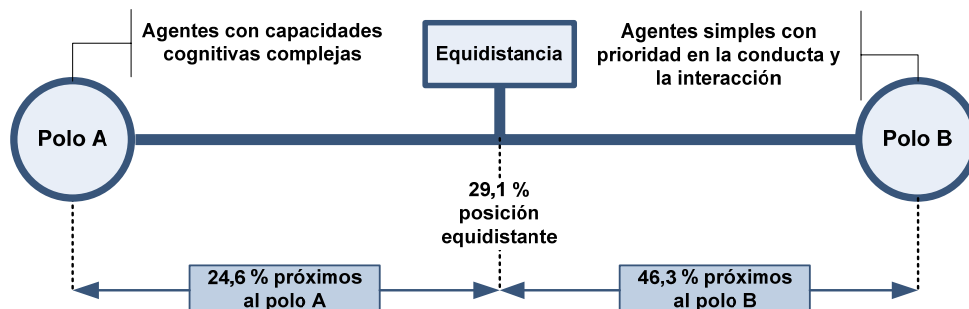 Agentes con capacidades
cognitivas complejas
Equidistancia
Agentes simples con
prioridad en la conducta y
la interacción
Polo A
Polo B
29,1 %
posición
equidistante
24,6 % próximos
al polo A
46,3 % próximos
al polo B